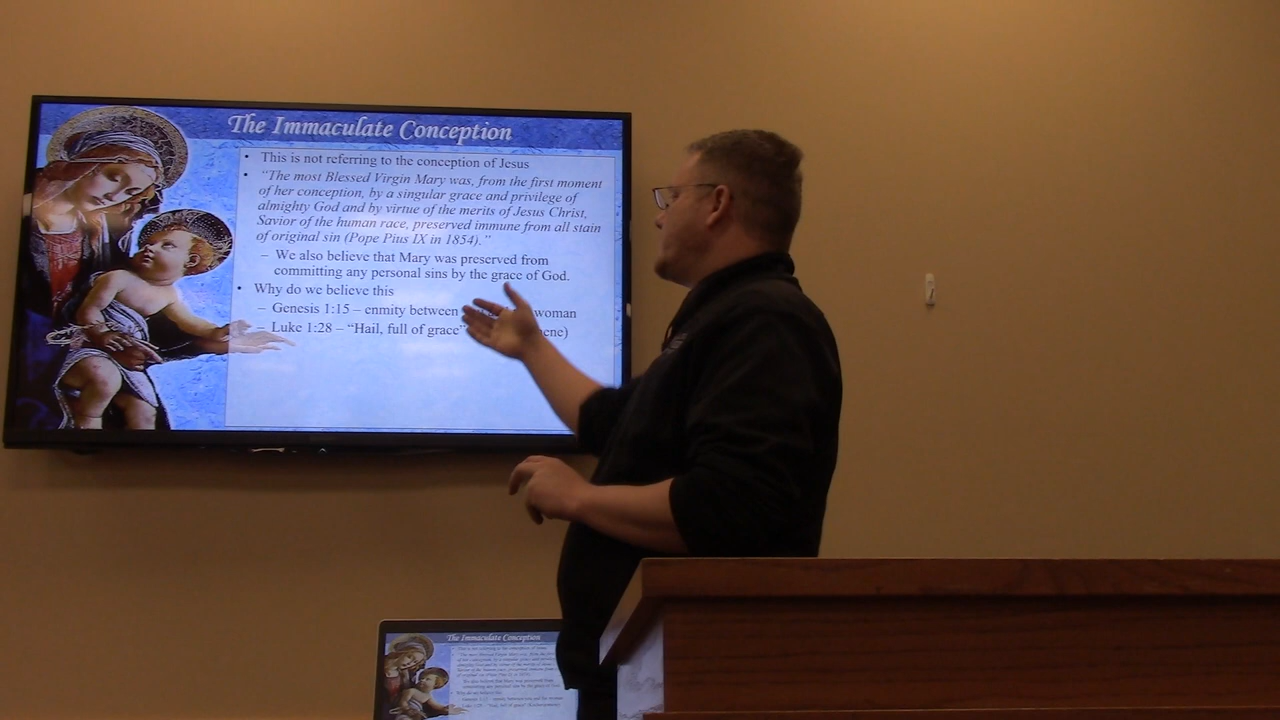 The Immaculate Conception
• This is not referring to the conception of Jesus
• "The most Blessed Virgin Mary was, from the first moment
of her conception, by a singular grace and privilege of
almighty God and by virtue of the merits of Jesus Christ,
Savior of the human race, preserved immune from all stain
of original sin (Pope Pius IX in 1854)."
– We also believe that Mary was preserved from
committing any personal sins by the grace of God.
• Why do we believe this
– Genesis 1:15 – enmity between woman
– Luke 1:28 – "Hail, full of grace"
The Immaculate Conception